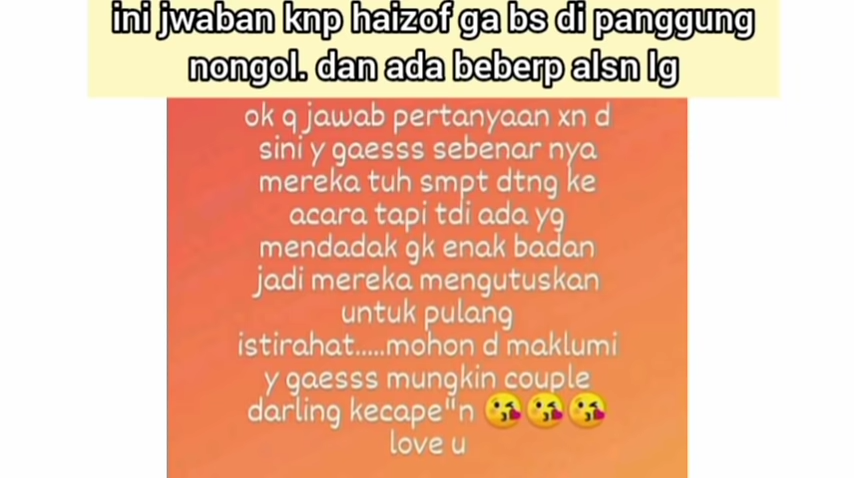 ini jwaban knp haizof ga bs di panggung
nongol. dan ada beberp alsn lg
ok q jawab pertanyaan xn d
sini y gaesss sebenar nya
mereka tuh smpt dtng ke
acara tapi tdi ada yg
mendadak gk enak badan
jadi mereka mengutuskan
untuk pulang
istirahat.....mohon d maklumi
y gaesss mungkin couple
darling kecape"n 😘😘😘
love u